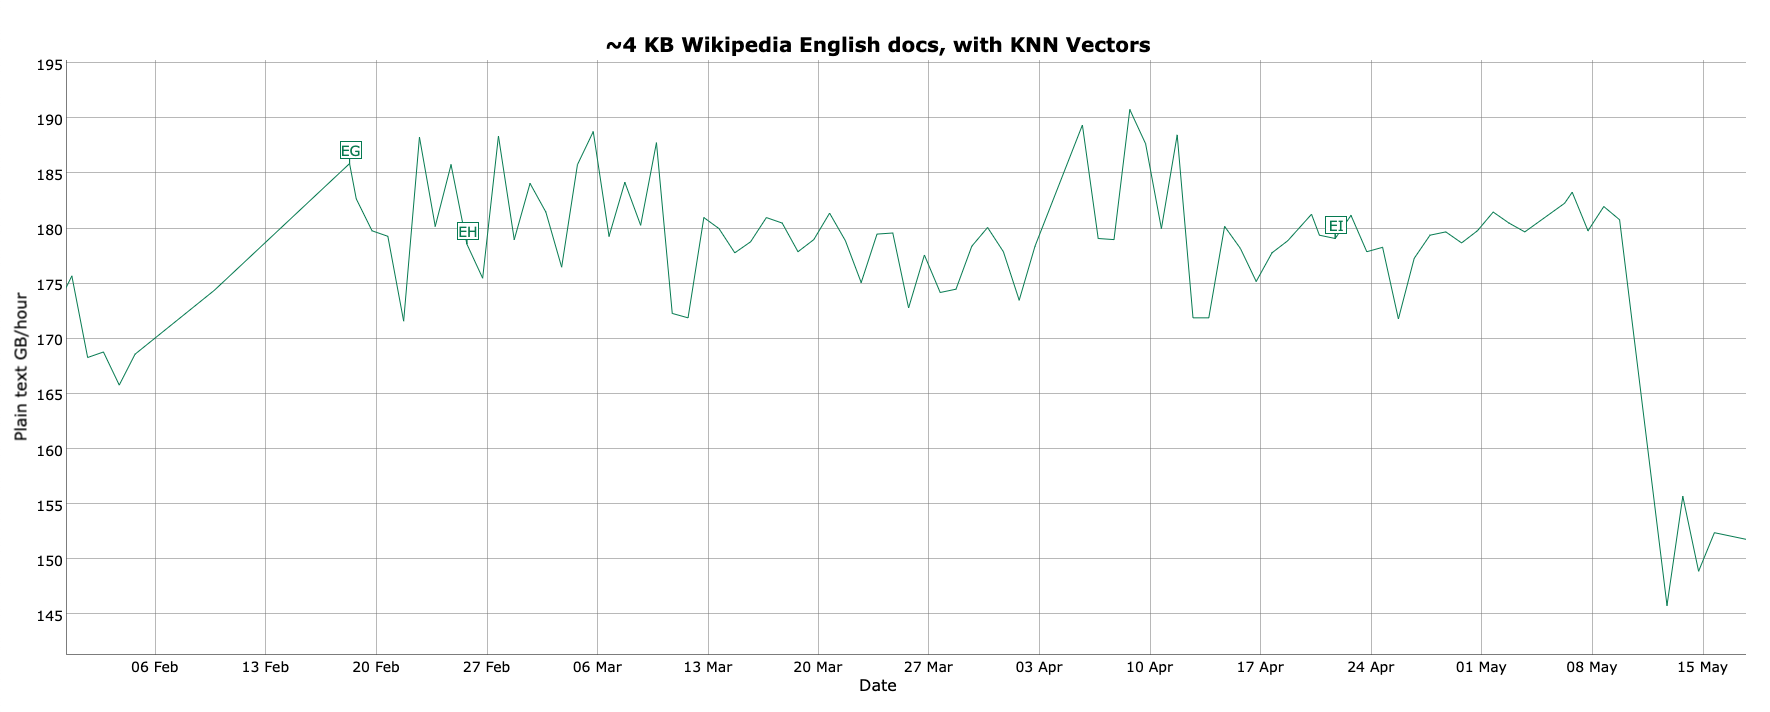 ~4 KB Wikipedia English docs, with KNN Vectors
195
190
185
180
175
170
165
160
155
150
145
Plain text GB/hour
EG
EH
EI
06 Feb 13 Feb 20 Feb 27 Feb 06 Mar 13 Mar 20 Mar 27 Mar 03 Apr 10 Apr 17 Apr 24 Apr 01 May 08 May 15 May
Date